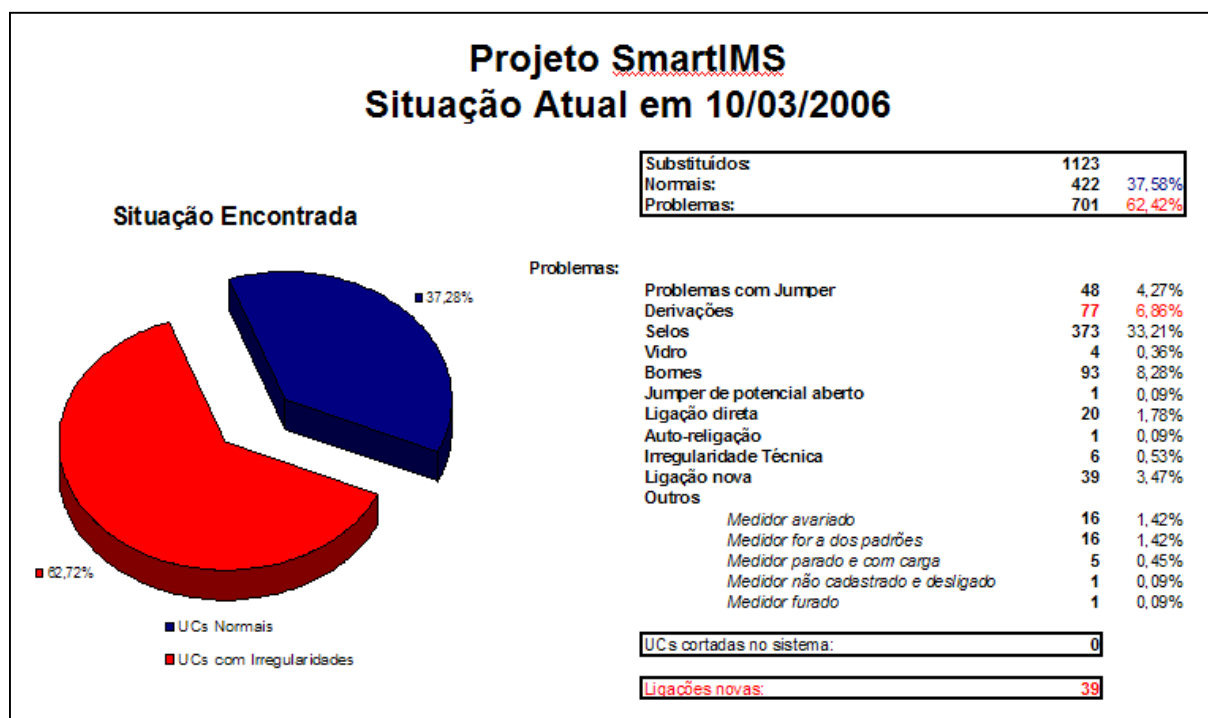 Projeto SmartIMS
Situação Atual em 10/03/2006
Substituídos: 1123
Normais: 422 37,58%
Problemas: 701 62,42%
Situação Encontrada
37,28%
62,72%
UCs Normais
UCs com Irregularidades
Problemas:
Problemas com Jumper 48 4,27%
Derivações 77 6,86%
Selos 373 33,21%
Vidro 4 0,36%
Bornes 93 8,28%
Jumper de potencial aberto 1 0,09%
Ligação direta 20 1,78%
Auto-religação 1 0,09%
Irregularidade Técnica 6 0,53%
Ligação nova 39 3,47%
Outros
Medidor avariado 16 1,42%
Medidor for a dos padrões 16 1,42%
Medidor parado e com carga 5 0,45%
Medidor não cadastrado e desligado 1 0,09%
Medidor furado 1 0,09%
UCs cortadas no sistema: 0
Ligações novas: 39